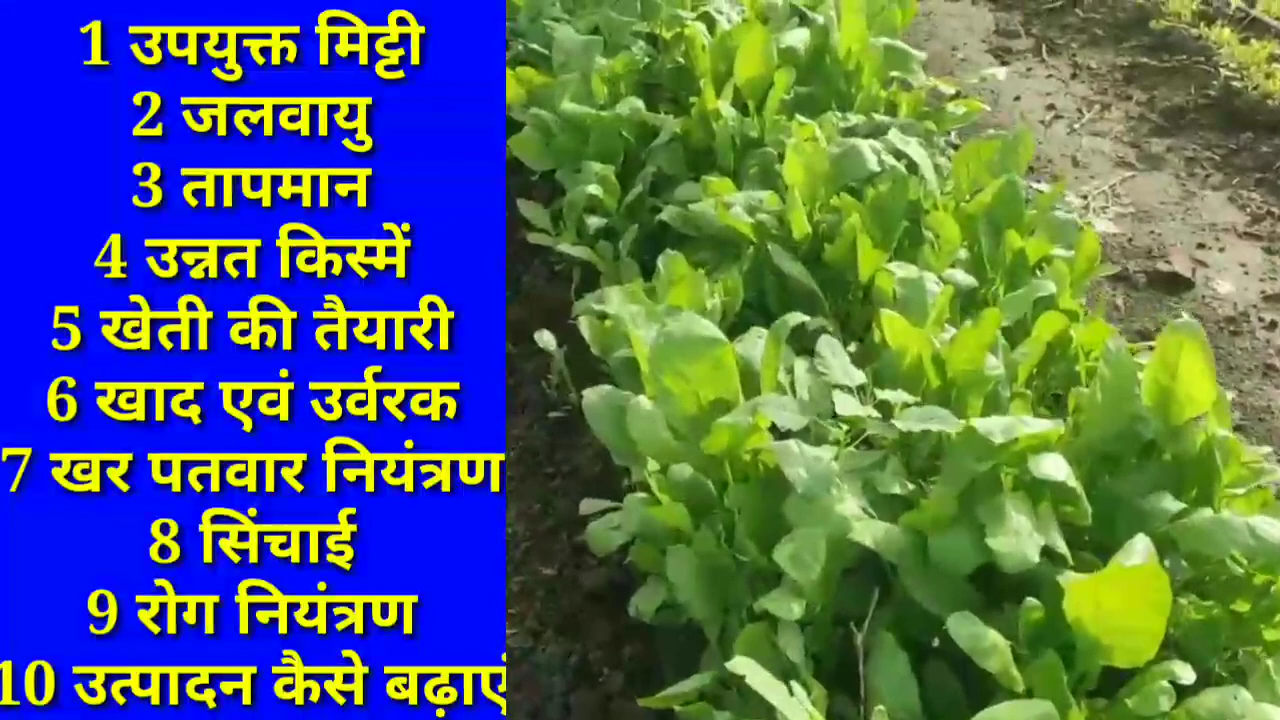 1 उपयुक्त मिट्टी
2 जलवायु
3 तापमान
4 उन्नत किस्में
5 खेती की तैयारी
6 खाद एवं उर्वरक
7 खर पतवार नियंत्रण
8 सिंचाई
9 रोग नियंत्रण
10 उत्पादन कैसे बढ़ाएं